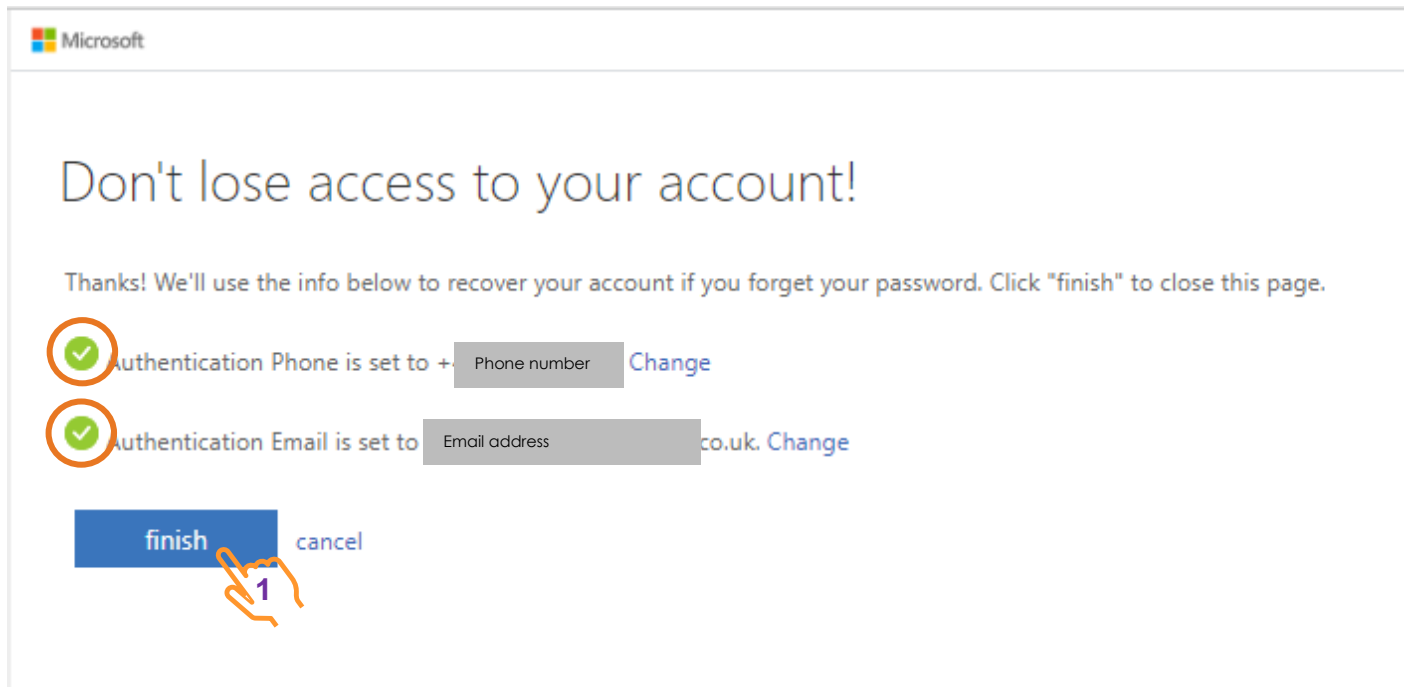 Microsoft
Don't lose access to your account!
Thanks! We'll use the info below to recover your account if you forget your password. Click "finish" to close this page.
Authentication Phone is set to + Phone number Change
Authentication Email is set to Email address co.uk. Change
finish cancel
1